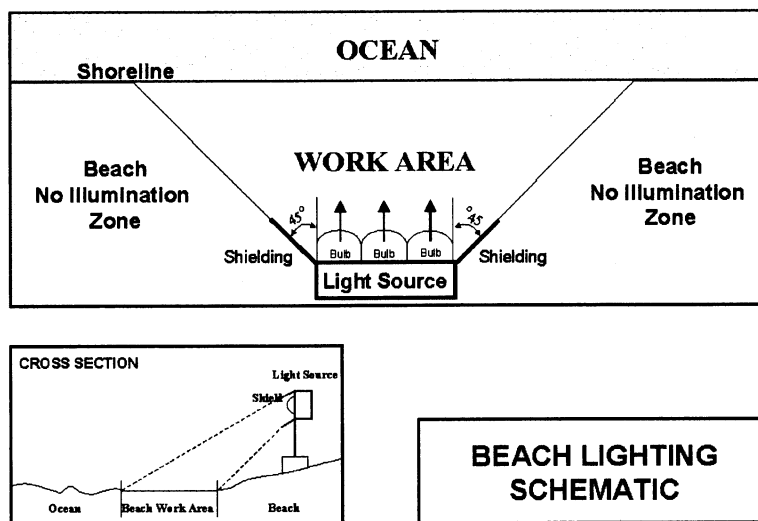 OCEAN
Shoreline
WORK AREA
Beach
No Illumination
Zone
Beach
No Illumination
Zone
45°
°45
Shielding
Bulb
Bulb
Bulb
Shielding
Light Source
CROSS SECTION
Light Source
Shield
Ocean
Beach Work Area
Beach
BEACH LIGHTING
SCHEMATIC